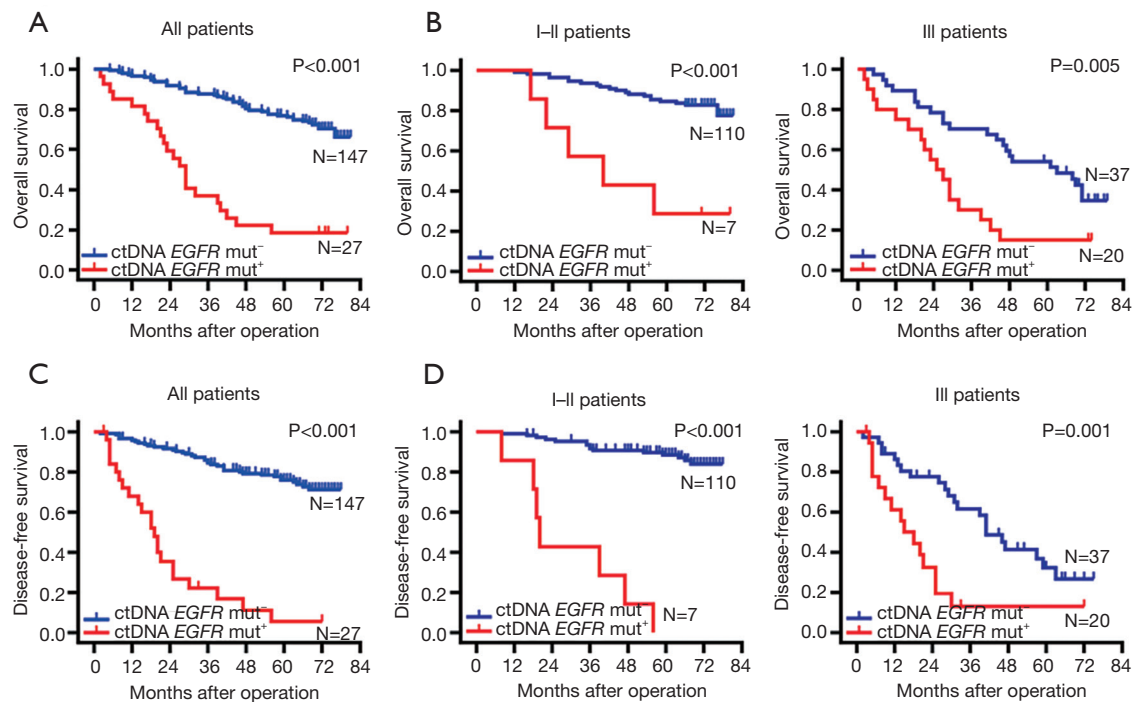 A
All patients
P<0.001
1.0
0.8
0.6
0.4
0.2
0.0
Overall survival
N=147
N=27
ctDNA EGFR mut⁻
ctDNA EGFR mut⁺
0 12 24 36 48 60 72 84
Months after operation
B
I–II patients
P<0.001
1.0
0.8
0.6
0.4
0.2
0.0
Overall survival
N=110
N=7
ctDNA EGFR mut⁻
ctDNA EGFR mut⁺
0 12 24 36 48 60 72 84
Months after operation
III patients
P=0.005
1.0
0.8
0.6
0.4
0.2
0.0
Overall survival
N=37
N=20
ctDNA EGFR mut⁻
ctDNA EGFR mut⁺
0 12 24 36 48 60 72 84
Months after operation
C
All patients
P<0.001
1.0
0.8
0.6
0.4
0.2
0.0
Disease-free survival
N=147
N=27
ctDNA EGFR mut⁻
ctDNA EGFR mut⁺
0 12 24 36 48 60 72 84
Months after operation
D
I–II patients
P<0.001
1.0
0.8
0.6
0.4
0.2
0.0
Disease-free survival
N=110
N=7
ctDNA EGFR mut⁻
ctDNA EGFR mut⁺
0 12 24 36 48 60 72 84
Months after operation
III patients
P=0.001
1.0
0.8
0.6
0.4
0.2
0.0
Disease-free survival
N=37
N=20
ctDNA EGFR mut⁻
ctDNA EGFR mut⁺
0 12 24 36 48 60 72 84
Months after operation